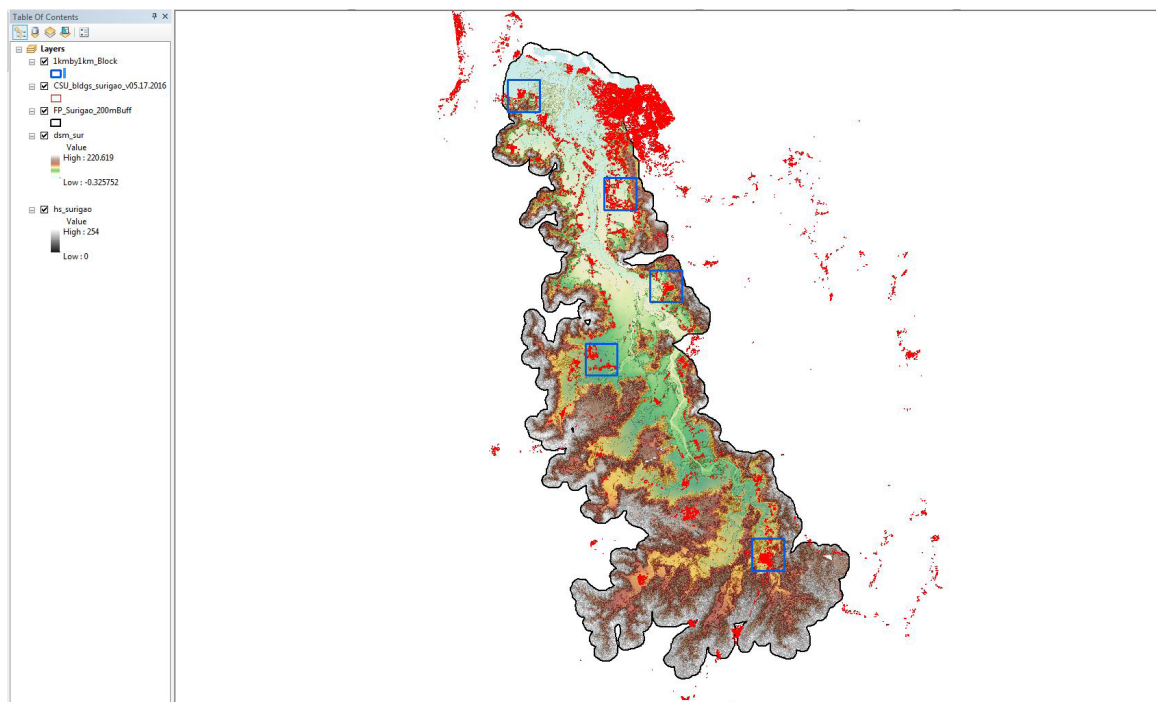 Table Of Contents
Layers
1kmby1km_Block
CSU_bldgs_surigao_v05.17.2016
FP_Surigao_200mBuff
dsm_sur
Value
High : 220.619
Low : -0.325752
hs_surigao
Value
High : 254
Low : 0